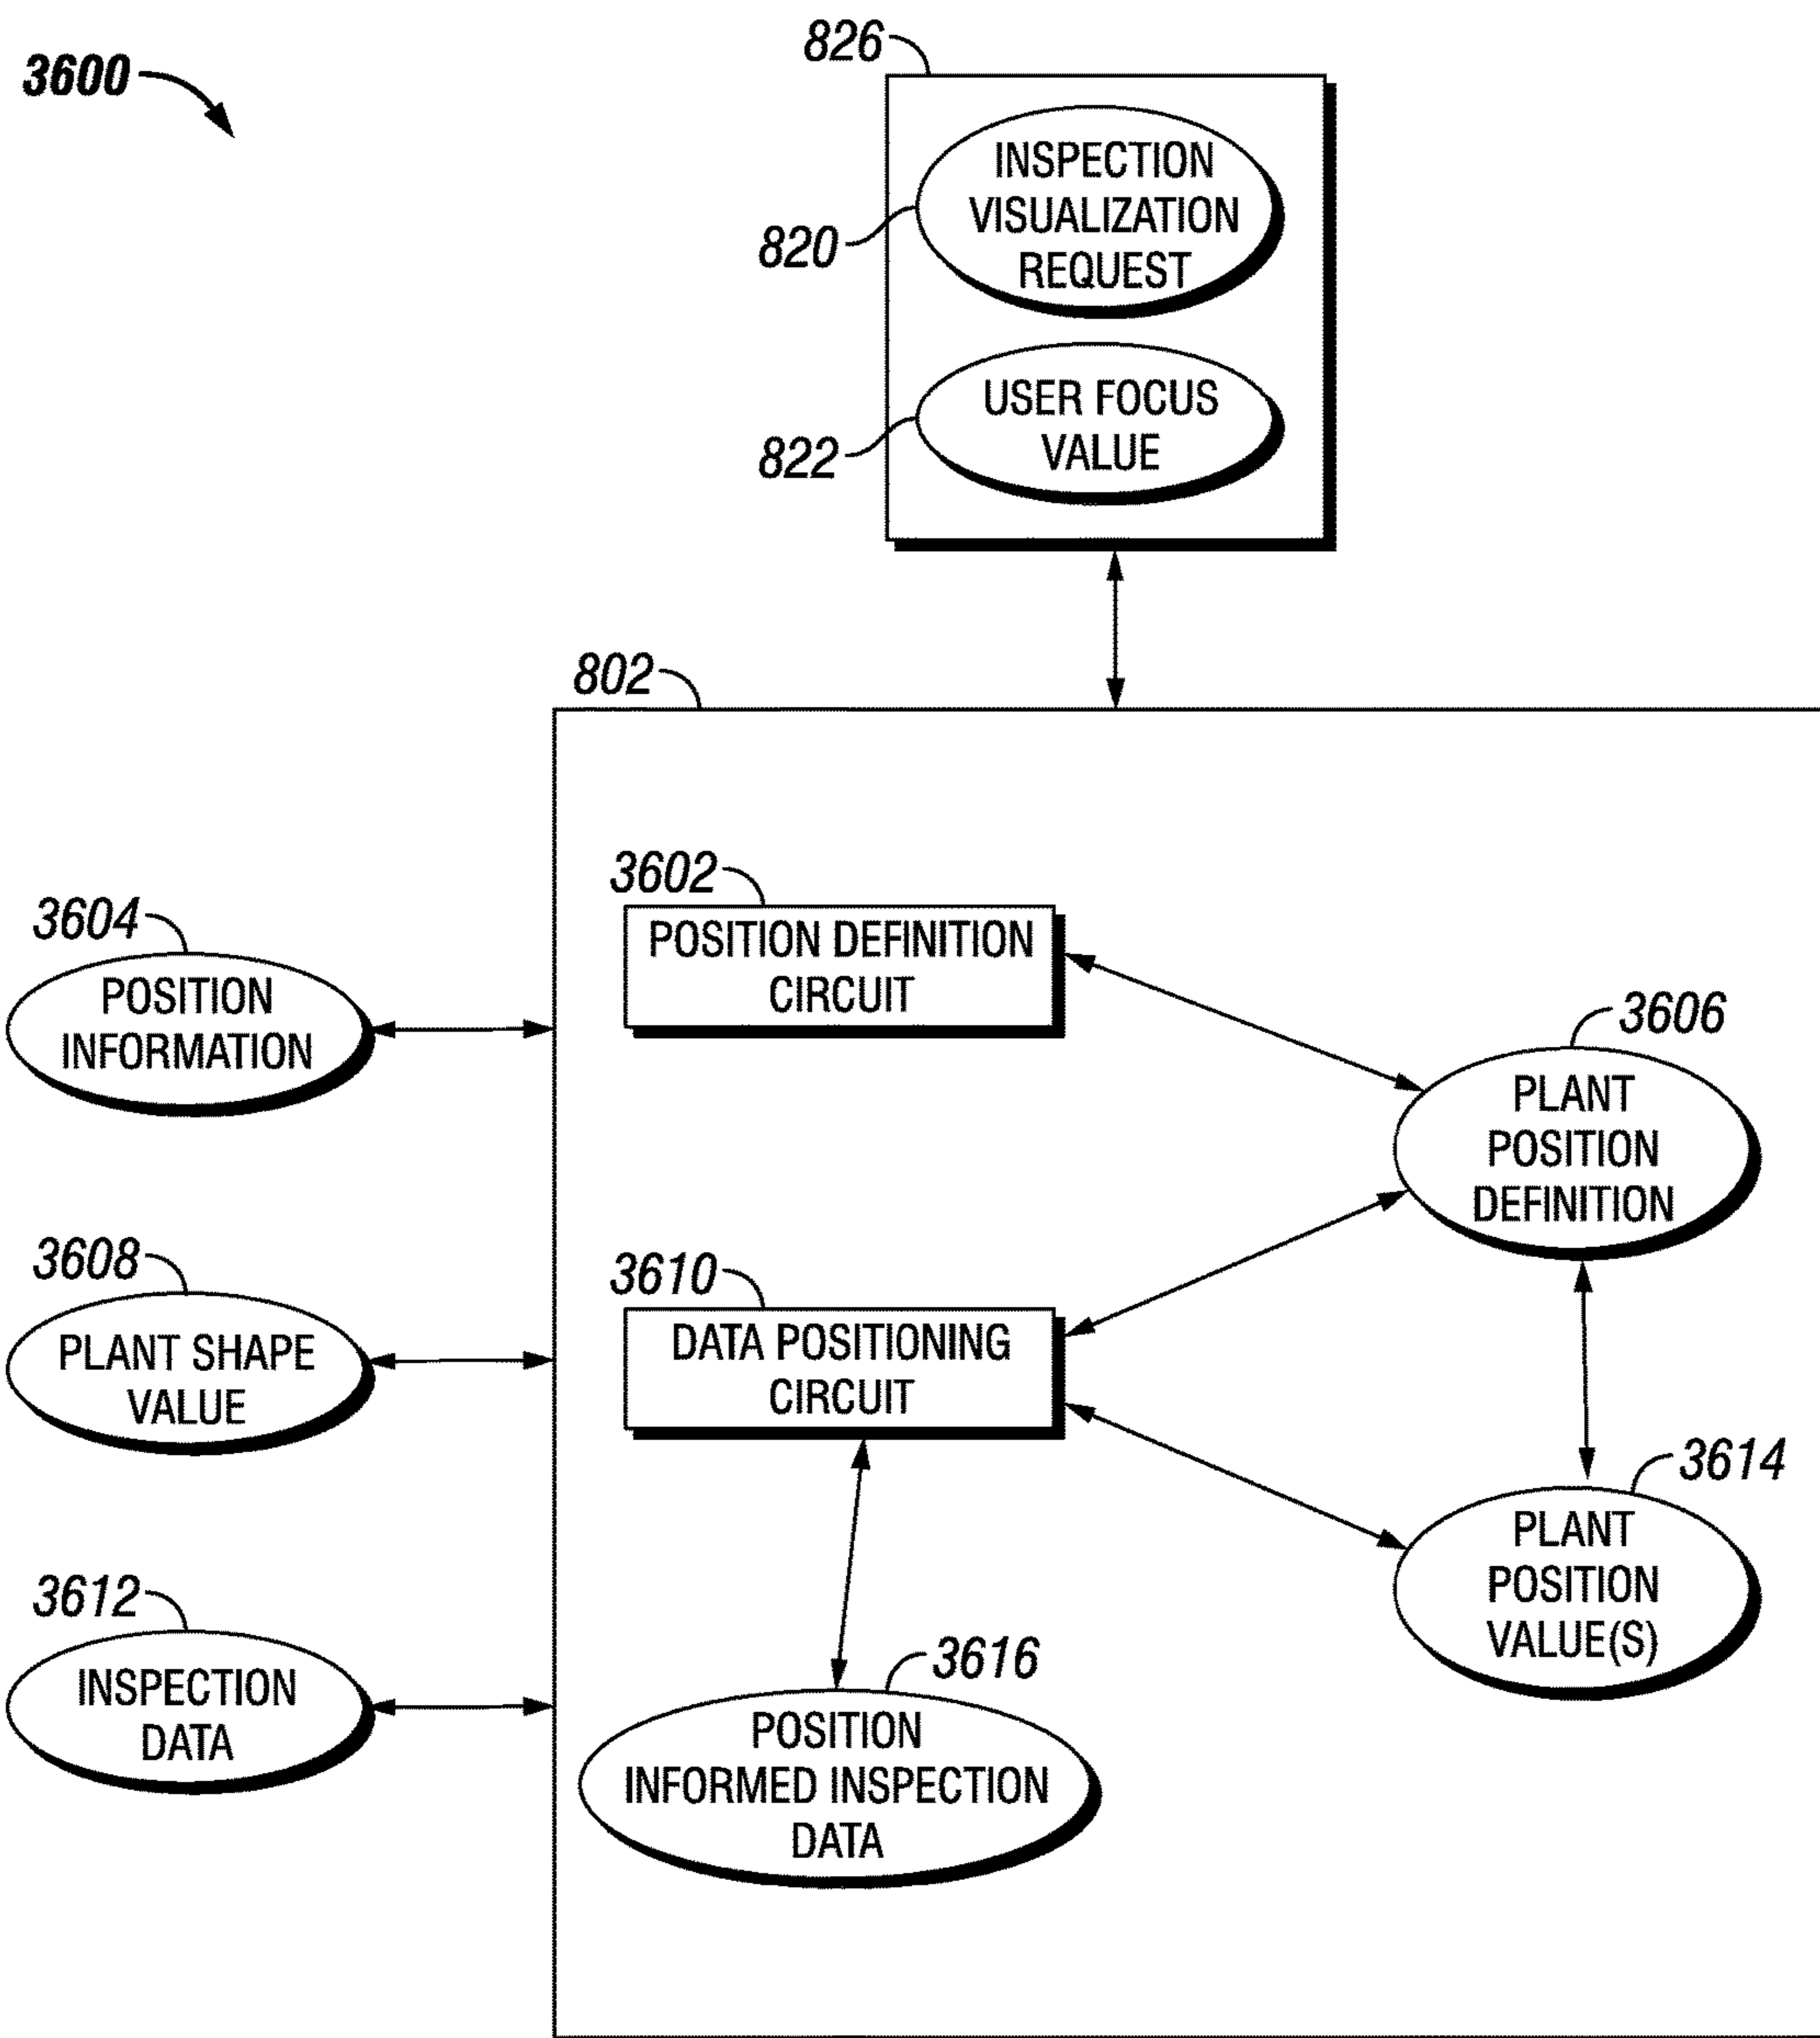 3600
826
INSPECTION
VISUALIZATION
REQUEST
820
USER FOCUS
VALUE
822
802
3602
POSITION DEFINITION
CIRCUIT
3604
POSITION
INFORMATION
3606
PLANT
POSITION
DEFINITION
3608
PLANT SHAPE
VALUE
3610
DATA POSITIONING
CIRCUIT
3614
PLANT
POSITION
VALUE(S)
3612
INSPECTION
DATA
3616
POSITION
INFORMED INSPECTION
DATA